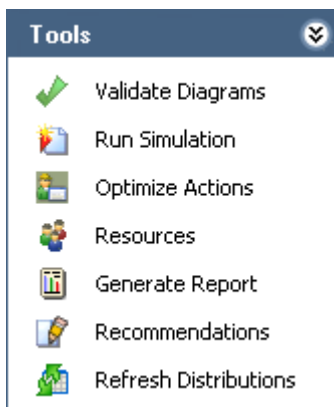 Tools
Validate Diagrams
Run Simulation
Optimize Actions
Resources
Generate Report
Recommendations
Refresh Distributions